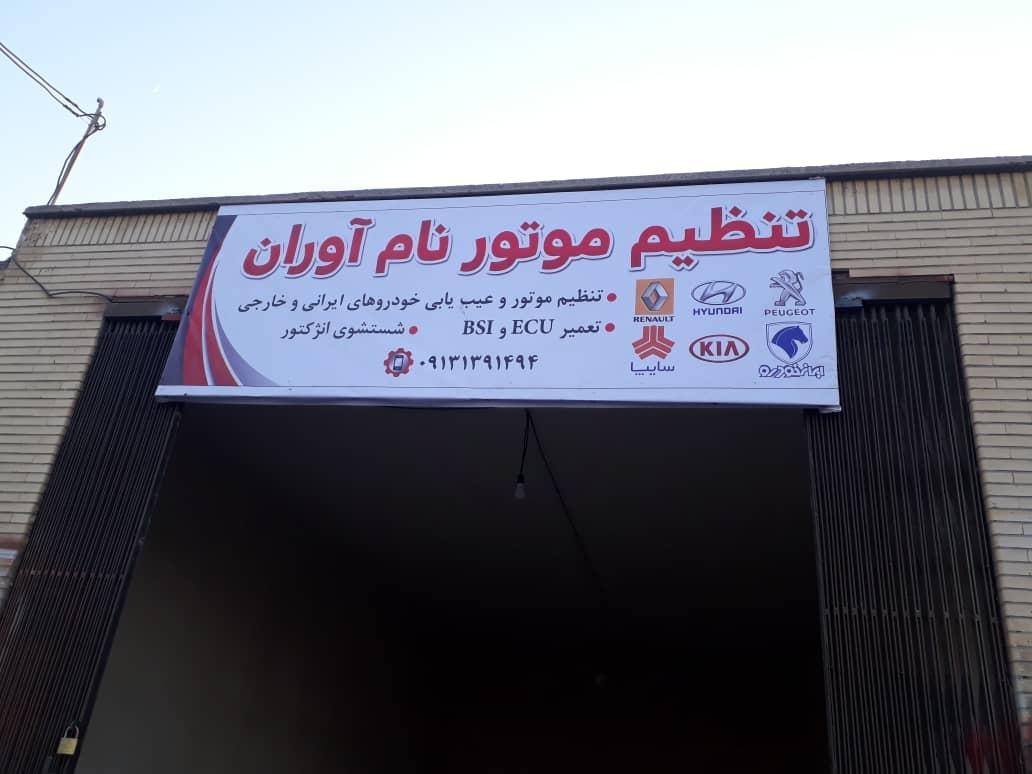 تنظیم موتور نام آوران
• تنظیم موتور و عیب یابی خودروهای ایرانی و خارجی
• تعمیر ECU و BSI • شستشوی انژکتور
۰۹۱۳۱۳۹۱۴۹۴
PEUGEOT HYUNDAI RENAULT
ایران‌خودرو KIA سایپا